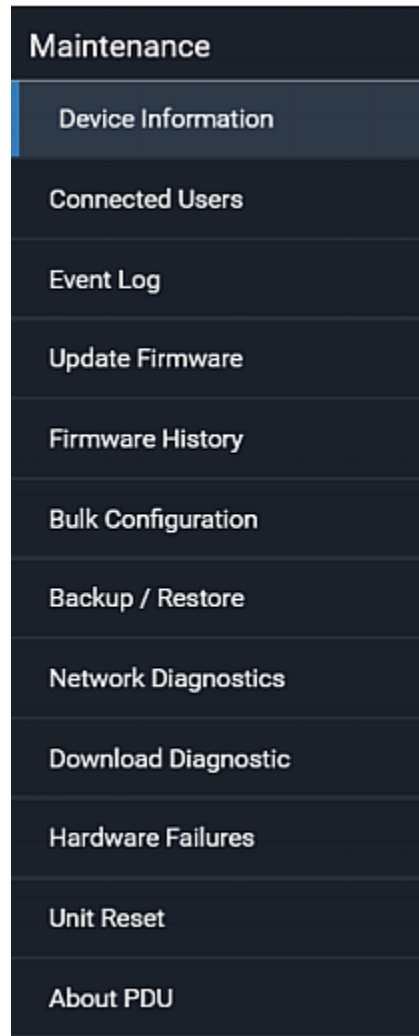 Maintenance
Device Information
Connected Users
Event Log
Update Firmware
Firmware History
Bulk Configuration
Backup / Restore
Network Diagnostics
Download Diagnostic
Hardware Failures
Unit Reset
About PDU